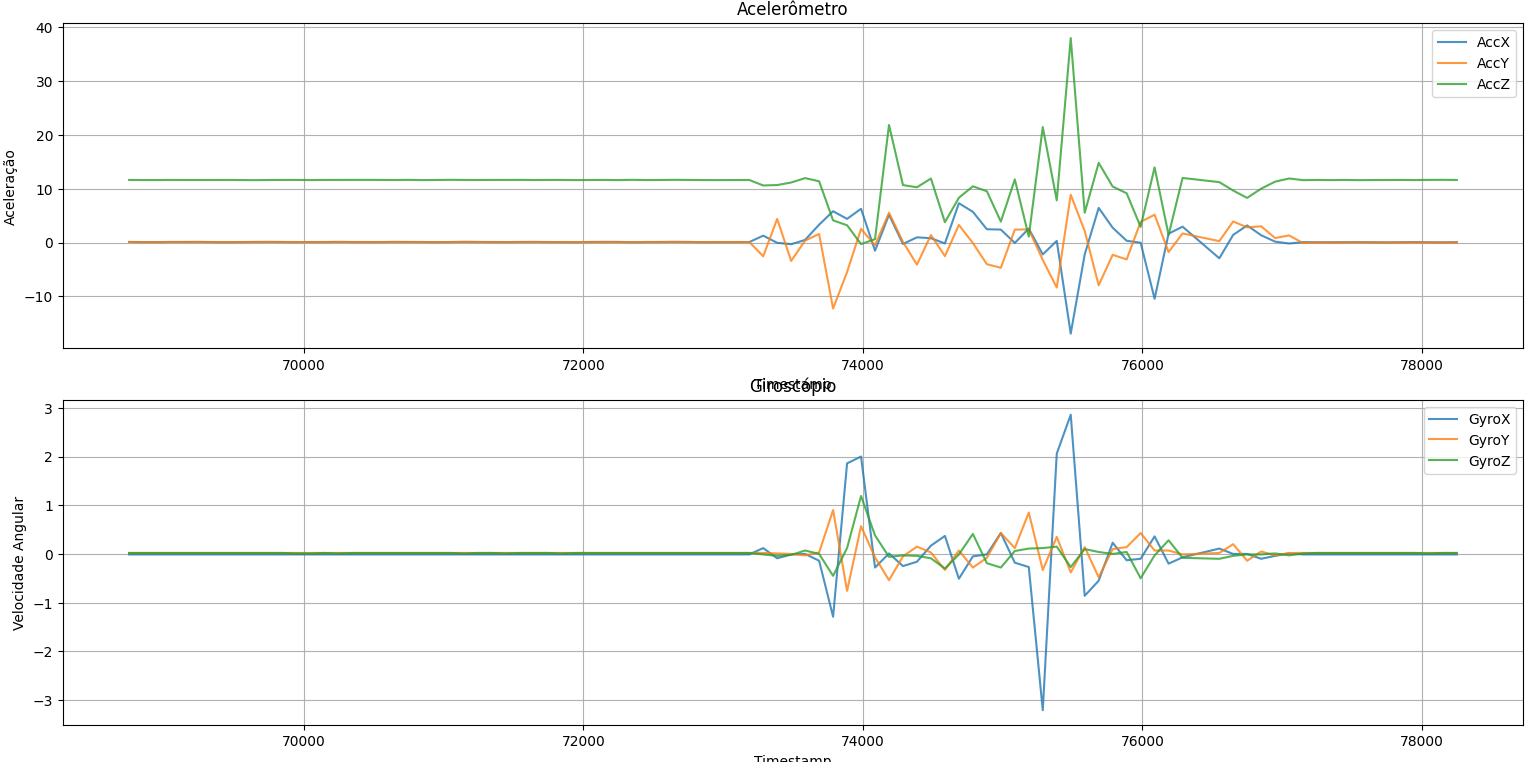 Acelerômetro
40
30
20
10
0
−10
Aceleração
AccX
AccY
AccZ
70000 72000 74000 76000 78000
Timestamp
Giroscópio
3
2
1
0
−1
−2
−3
Velocidade Angular
GyroX
GyroY
GyroZ
70000 72000 74000 76000 78000
Timestamp